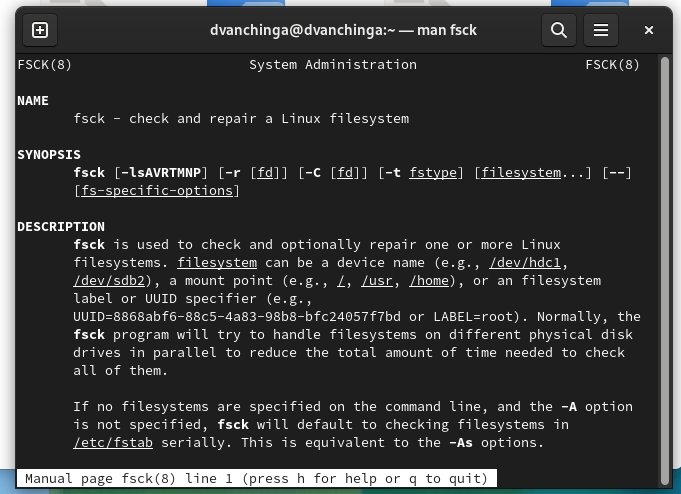 dvanchinga@dvanchinga:~ — man fsck
FSCK(8) System Administration FSCK(8)
NAME
fsck - check and repair a Linux filesystem
SYNOPSIS
fsck [-lsAVRTMNP] [-r [fd]] [-C [fd]] [-t fstype] [filesystem...] [--]
[fs-specific-options]
DESCRIPTION
fsck is used to check and optionally repair one or more Linux
filesystems. filesystem can be a device name (e.g., /dev/hdc1,
/dev/sdb2), a mount point (e.g., /, /usr, /home), or an filesystem
label or UUID specifier (e.g.,
UUID=8868abf6-88c5-4a83-98b8-bfc24057f7bd or LABEL=root). Normally, the
fsck program will try to handle filesystems on different physical disk
drives in parallel to reduce the total amount of time needed to check
all of them.
If no filesystems are specified on the command line, and the -A option
is not specified, fsck will default to checking filesystems in
/etc/fstab serially. This is equivalent to the -As options.
Manual page fsck(8) line 1 (press h for help or q to quit)